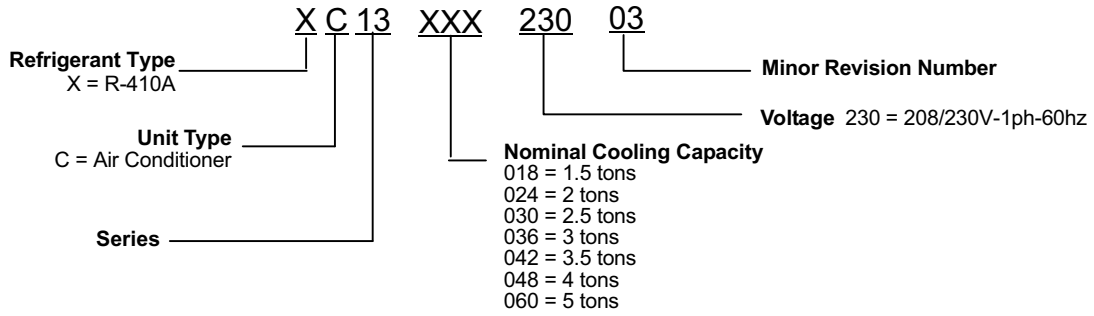 X C 13 XXX 230 03
Refrigerant Type
X = R-410A
Minor Revision Number
Voltage 230 = 208/230V-1ph-60hz
Unit Type
C = Air Conditioner
Nominal Cooling Capacity
018 = 1.5 tons
024 = 2 tons
030 = 2.5 tons
036 = 3 tons
042 = 3.5 tons
048 = 4 tons
060 = 5 tons
Series